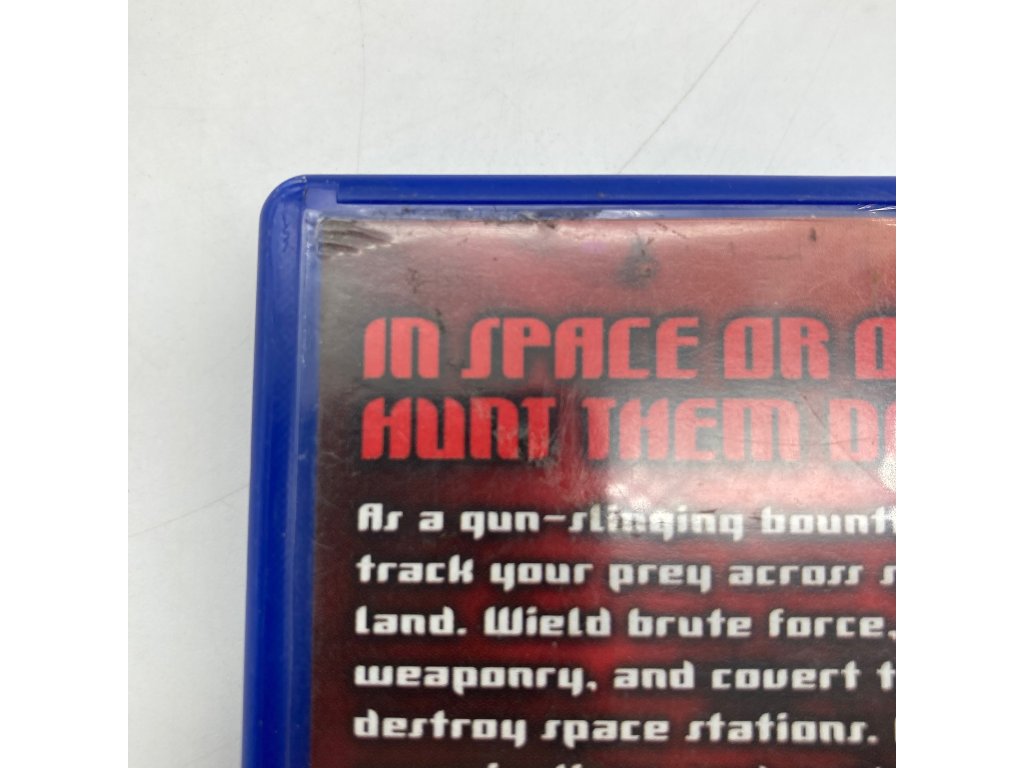 IN SPACE OR
HUNT THEM
As a gun-slinging
track your prey across
land. Wield brute force,
weaponry, and covert
destroy space stations.